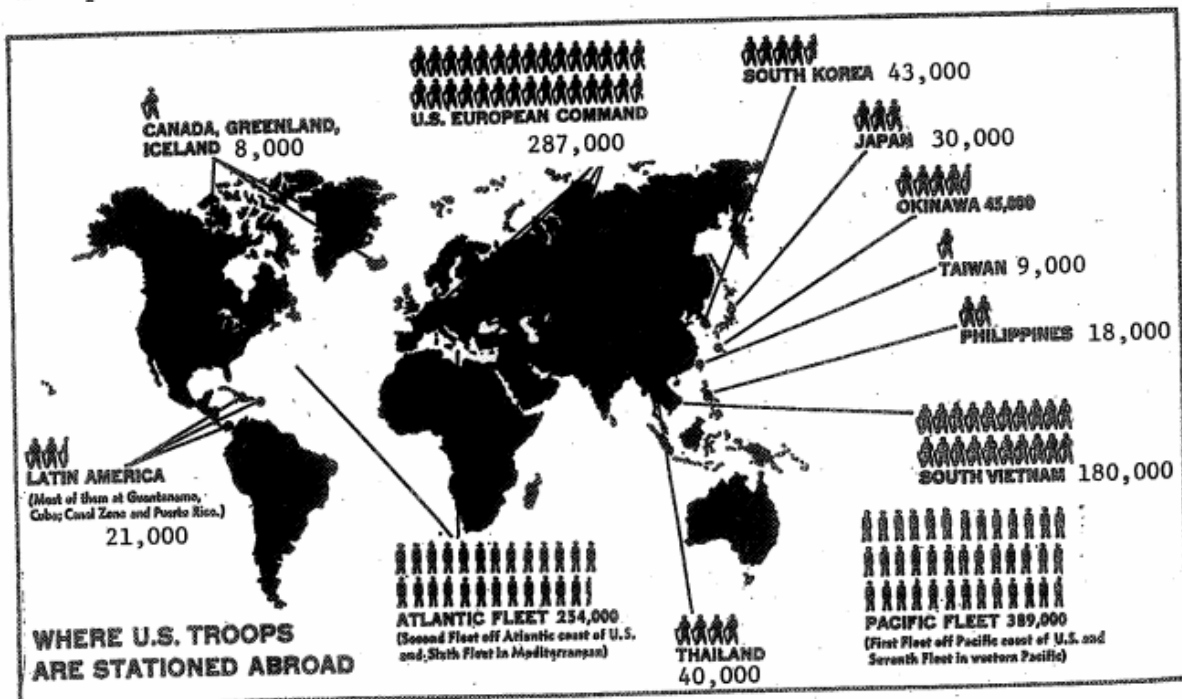 SOUTH KOREA 43,000
U.S. EUROPEAN COMMAND
287,000
CANADA, GREENLAND,
ICELAND 8,000
JAPAN 30,000
OKINAWA 45,000
TAIWAN 9,000
PHILIPPINES 18,000
SOUTH VIETNAM 180,000
LATIN AMERICA
(Most of them at Guantanamo,
Cuba; Canal Zone and Puerto Rico.)
21,000
ATLANTIC FLEET 254,000
(Second Fleet off Atlantic coast of U.S.
and Sixth Fleet in Mediterranean)
PACIFIC FLEET 389,000
(First Fleet off Pacific coast of U.S. and
Seventh Fleet in western Pacific)
THAILAND
40,000
WHERE U.S. TROOPS
ARE STATIONED ABROAD